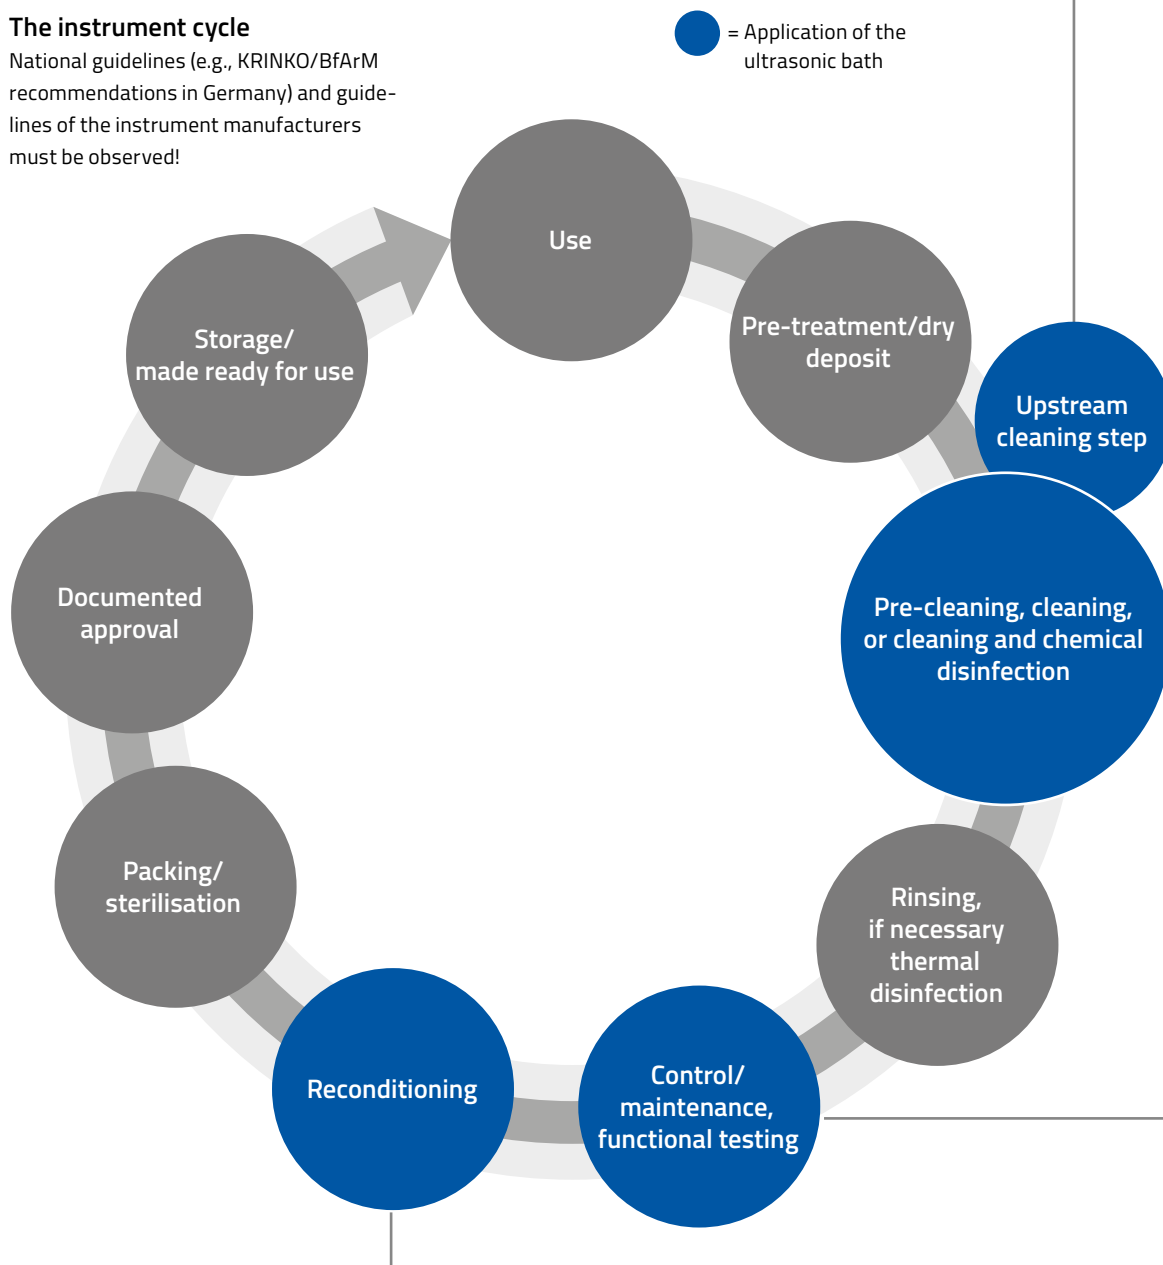 The instrument cycle
National guidelines (e.g., KRINKO/BfArM
recommendations in Germany) and guide-
lines of the instrument manufacturers
must be observed!
= Application of the
ultrasonic bath
Use
Pre-treatment/dry
deposit
Upstream
cleaning step
Pre-cleaning, cleaning,
or cleaning and chemical
disinfection
Rinsing,
if necessary
thermal
disinfection
Control/
maintenance,
functional testing
Reconditioning
Packing/
sterilisation
Documented
approval
Storage/
made ready for use